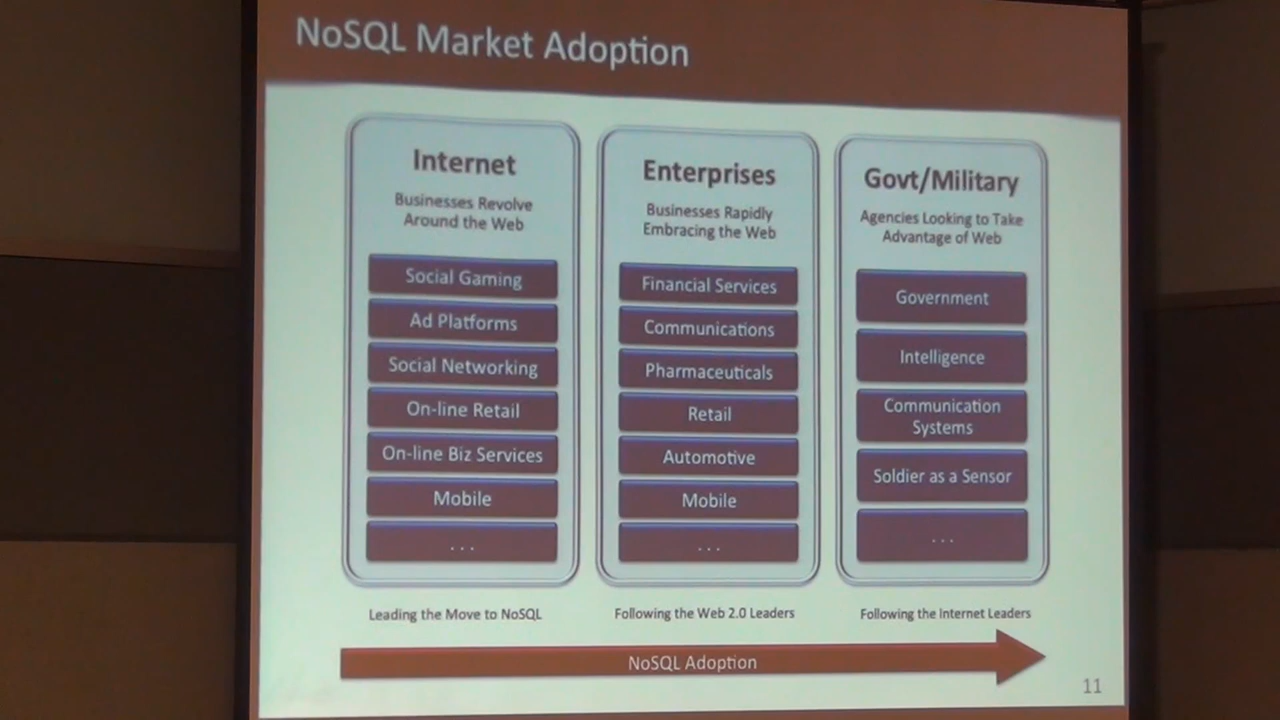 NoSQL Market Adoption
Internet
Businesses Revolve
Around the Web
Social Gaming
Ad Platforms
Social Networking
On-line Retail
On-line Biz Services
Mobile
...
Leading the Move to NoSQL
Enterprises
Businesses Rapidly
Embracing the Web
Financial Services
Communications
Pharmaceuticals
Retail
Automotive
Mobile
...
Following the Web 2.0 Leaders
Govt/Military
Agencies Looking to Take
Advantage of Web
Government
Intelligence
Communication
Systems
Soldier as a Sensor
...
Following the Internet Leaders
NoSQL Adoption
11